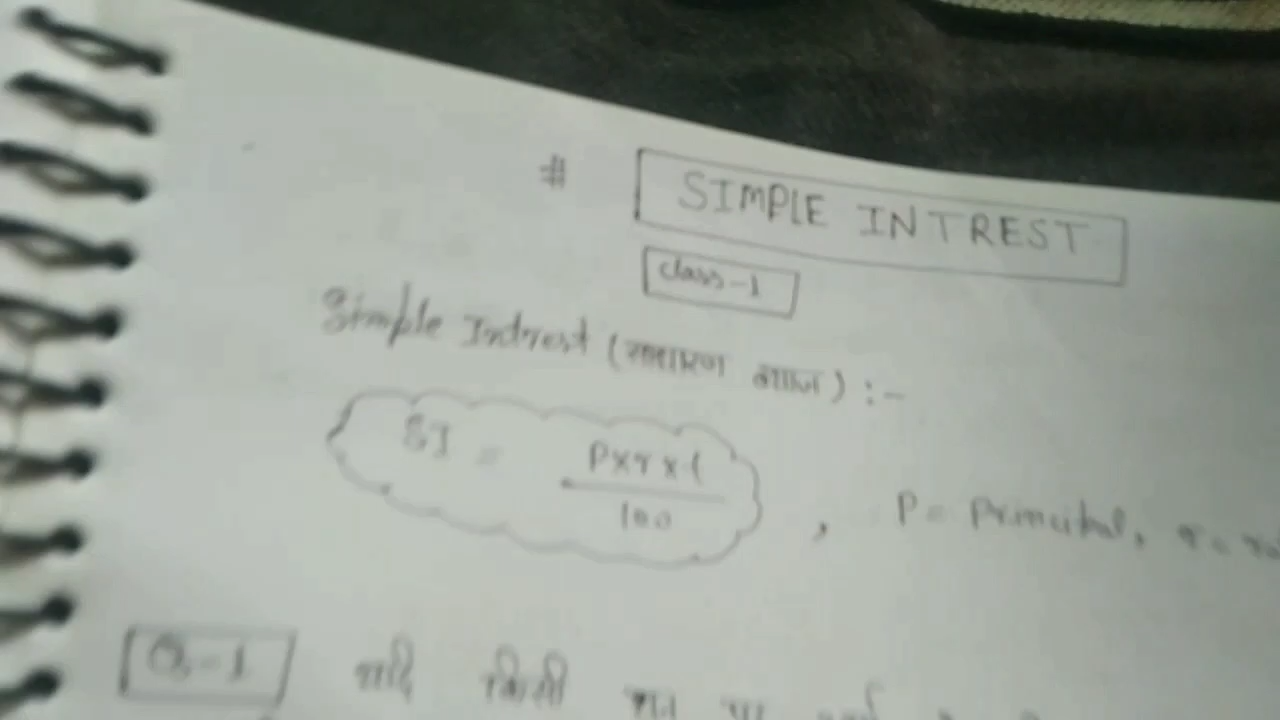 # SIMPLE INTREST
class-1
Simple Intrest (साधारण ब्याज) :-
SI = P×r×t
100
, P = Principal, r =
Q-1 यदि किसी